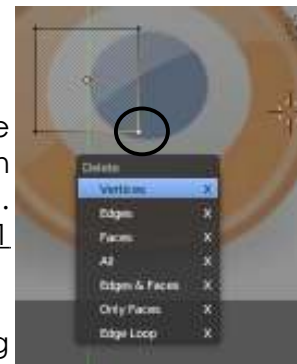 Delete
Vertices X
Edges X
Faces X
All X
Edges & Faces X
Only Faces X
Edge Loop X